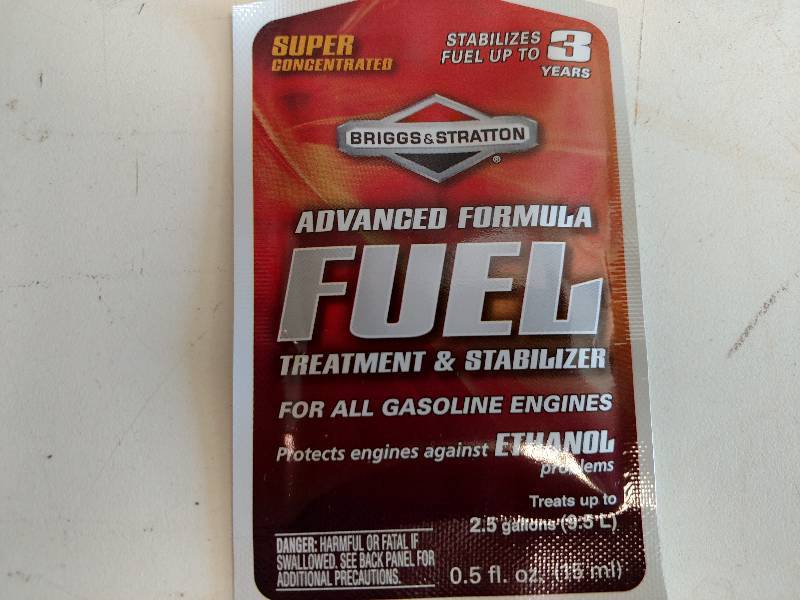 SUPER
CONCENTRATED
STABILIZES
FUEL UP TO 3
YEARS
BRIGGS&STRATTON
®
ADVANCED FORMULA
FUEL
TREATMENT & STABILIZER
FOR ALL GASOLINE ENGINES
Protects engines against ETHANOL
problems
Treats up to
2.5 gallons (9.5 L)
DANGER: HARMFUL OR FATAL IF
SWALLOWED. SEE BACK PANEL FOR
ADDITIONAL PRECAUTIONS.
0.5 fl. oz. (15 ml)